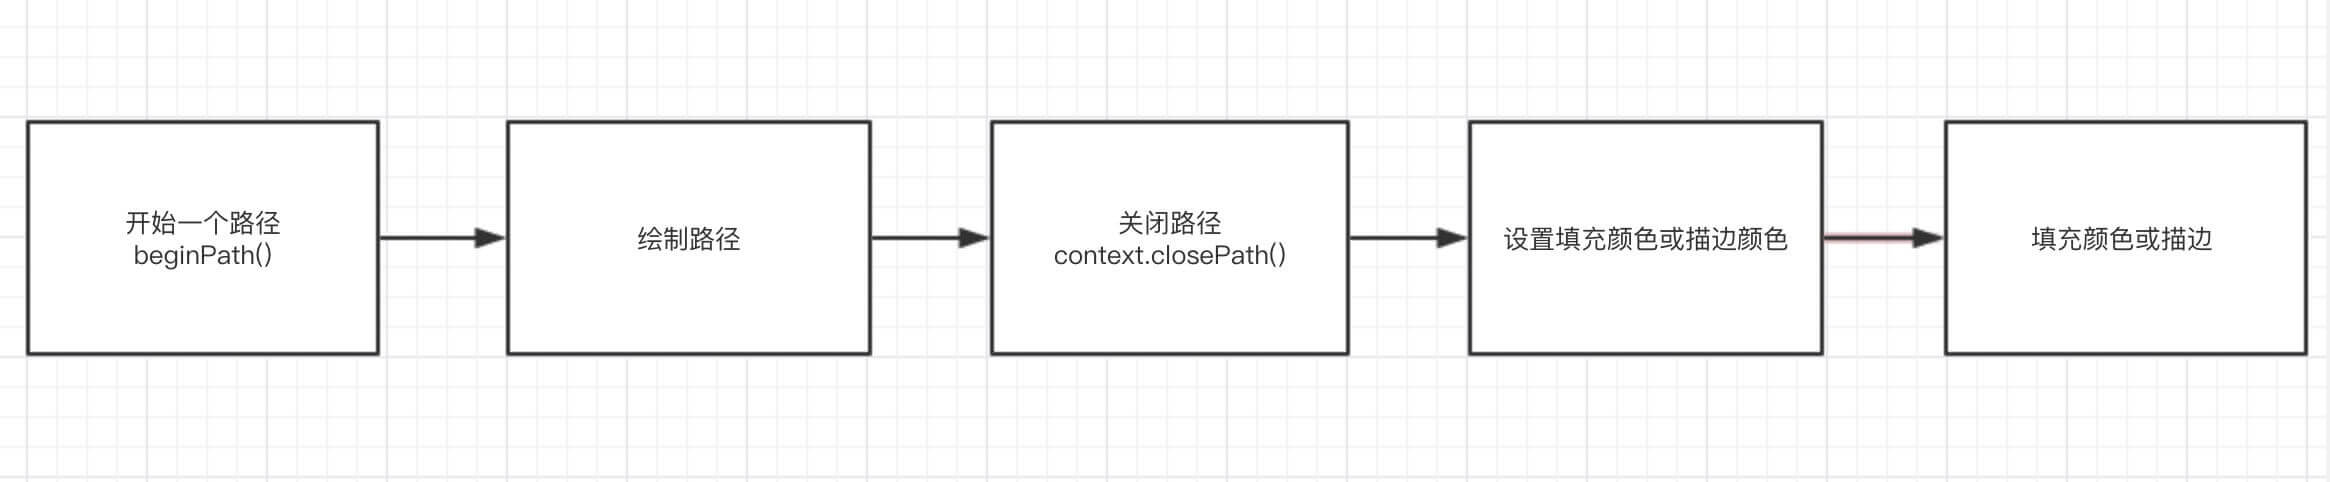 开始一个路径
beginPath()
绘制路径
关闭路径
context.closePath()
设置填充颜色或描边颜色
填充颜色或描边